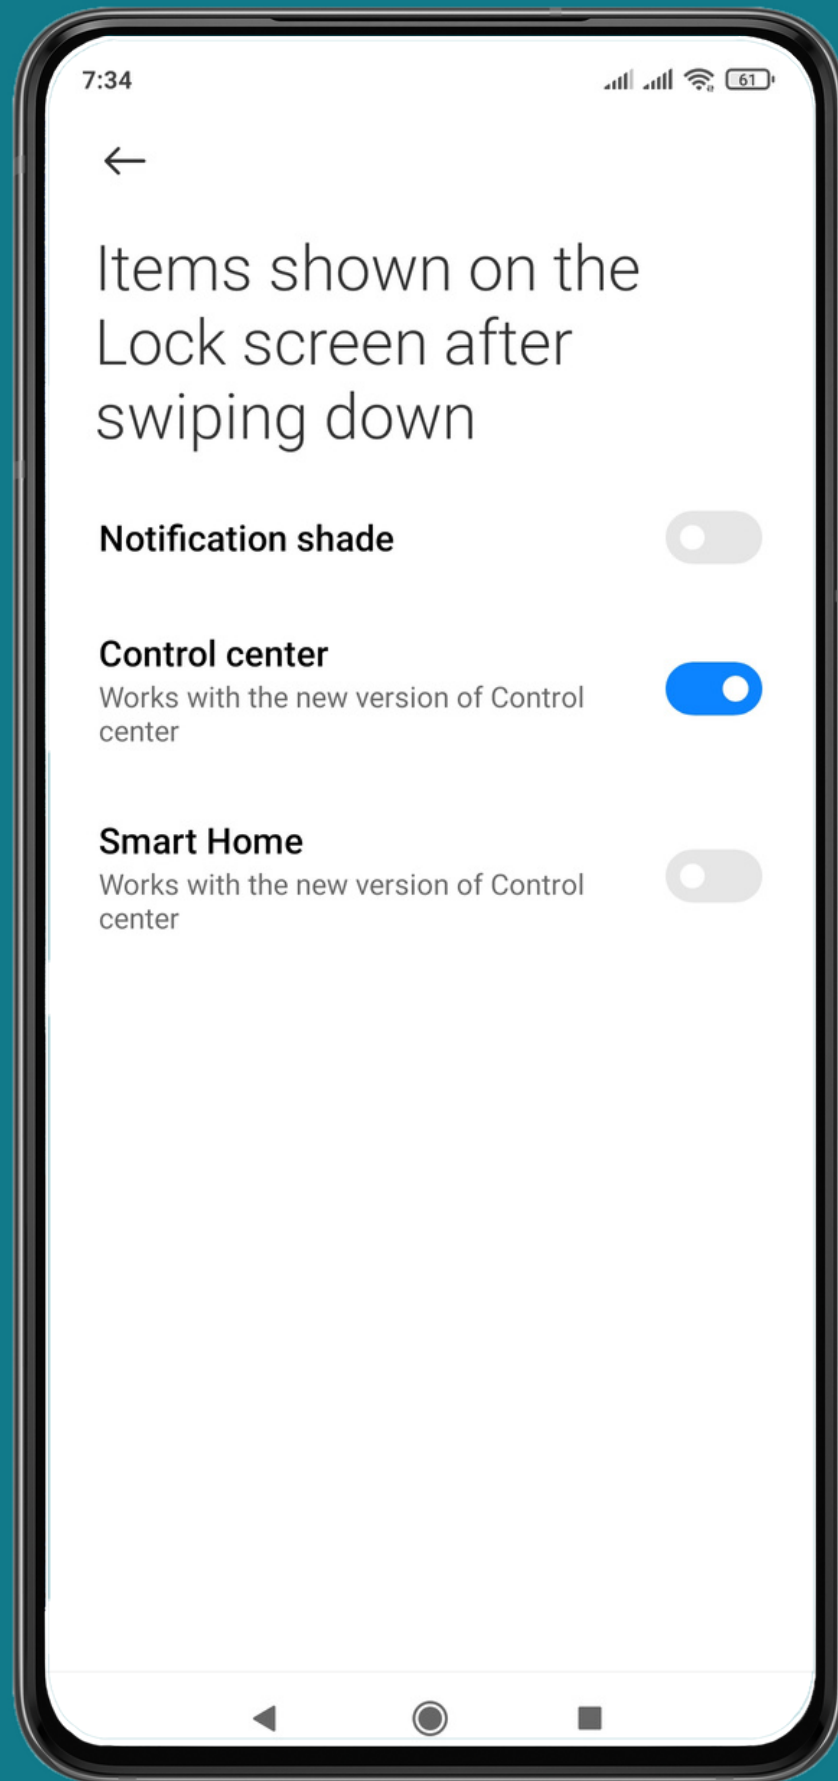 7:34
61
Items shown on the
Lock screen after
swiping down
Notification shade
Control center
Works with the new version of Control
center
Smart Home
Works with the new version of Control
center